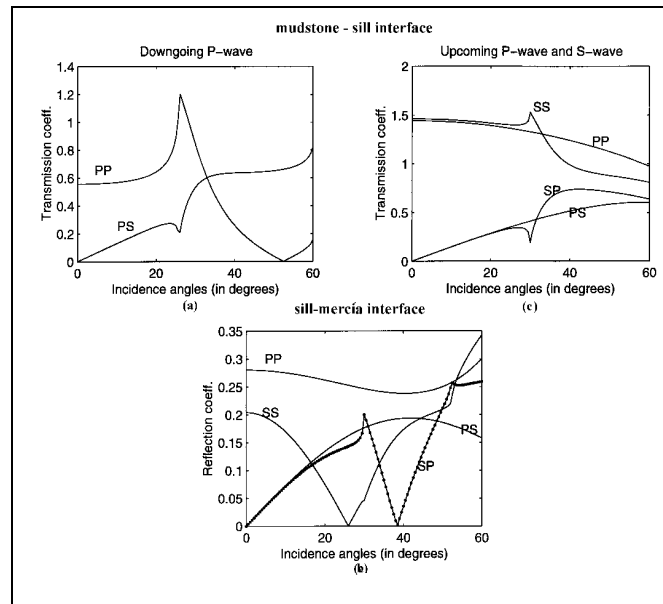 mudstone - sill interface
Downgoing P-wave
Transmission coeff.
1.4
1.2
1
0.8
0.6
0.4
0.2
0
PP
PS
0 20 40 60
Incidence angles (in degrees)
(a)
Upcoming P-wave and S-wave
Transmission coeff.
2
1.5
1
0.5
0
SS
PP
SP
PS
0 20 40 60
Incidence angles (in degrees)
(c)
sill-mercía interface
Reflection coeff.
0.35
0.3
0.25
0.2
0.15
0.1
0.05
0
PP
SS
PS
SP
0 20 40 60
Incidence angles (in degrees)
(b)